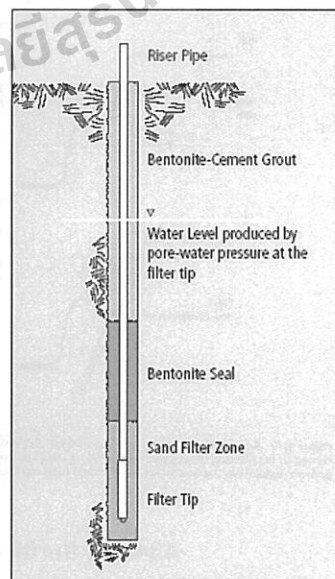 Riser Pipe
Bentonite-Cement Grout
Water Level produced by
pore-water pressure at the
filter tip
Bentonite Seal
Sand Filter Zone
Filter Tip